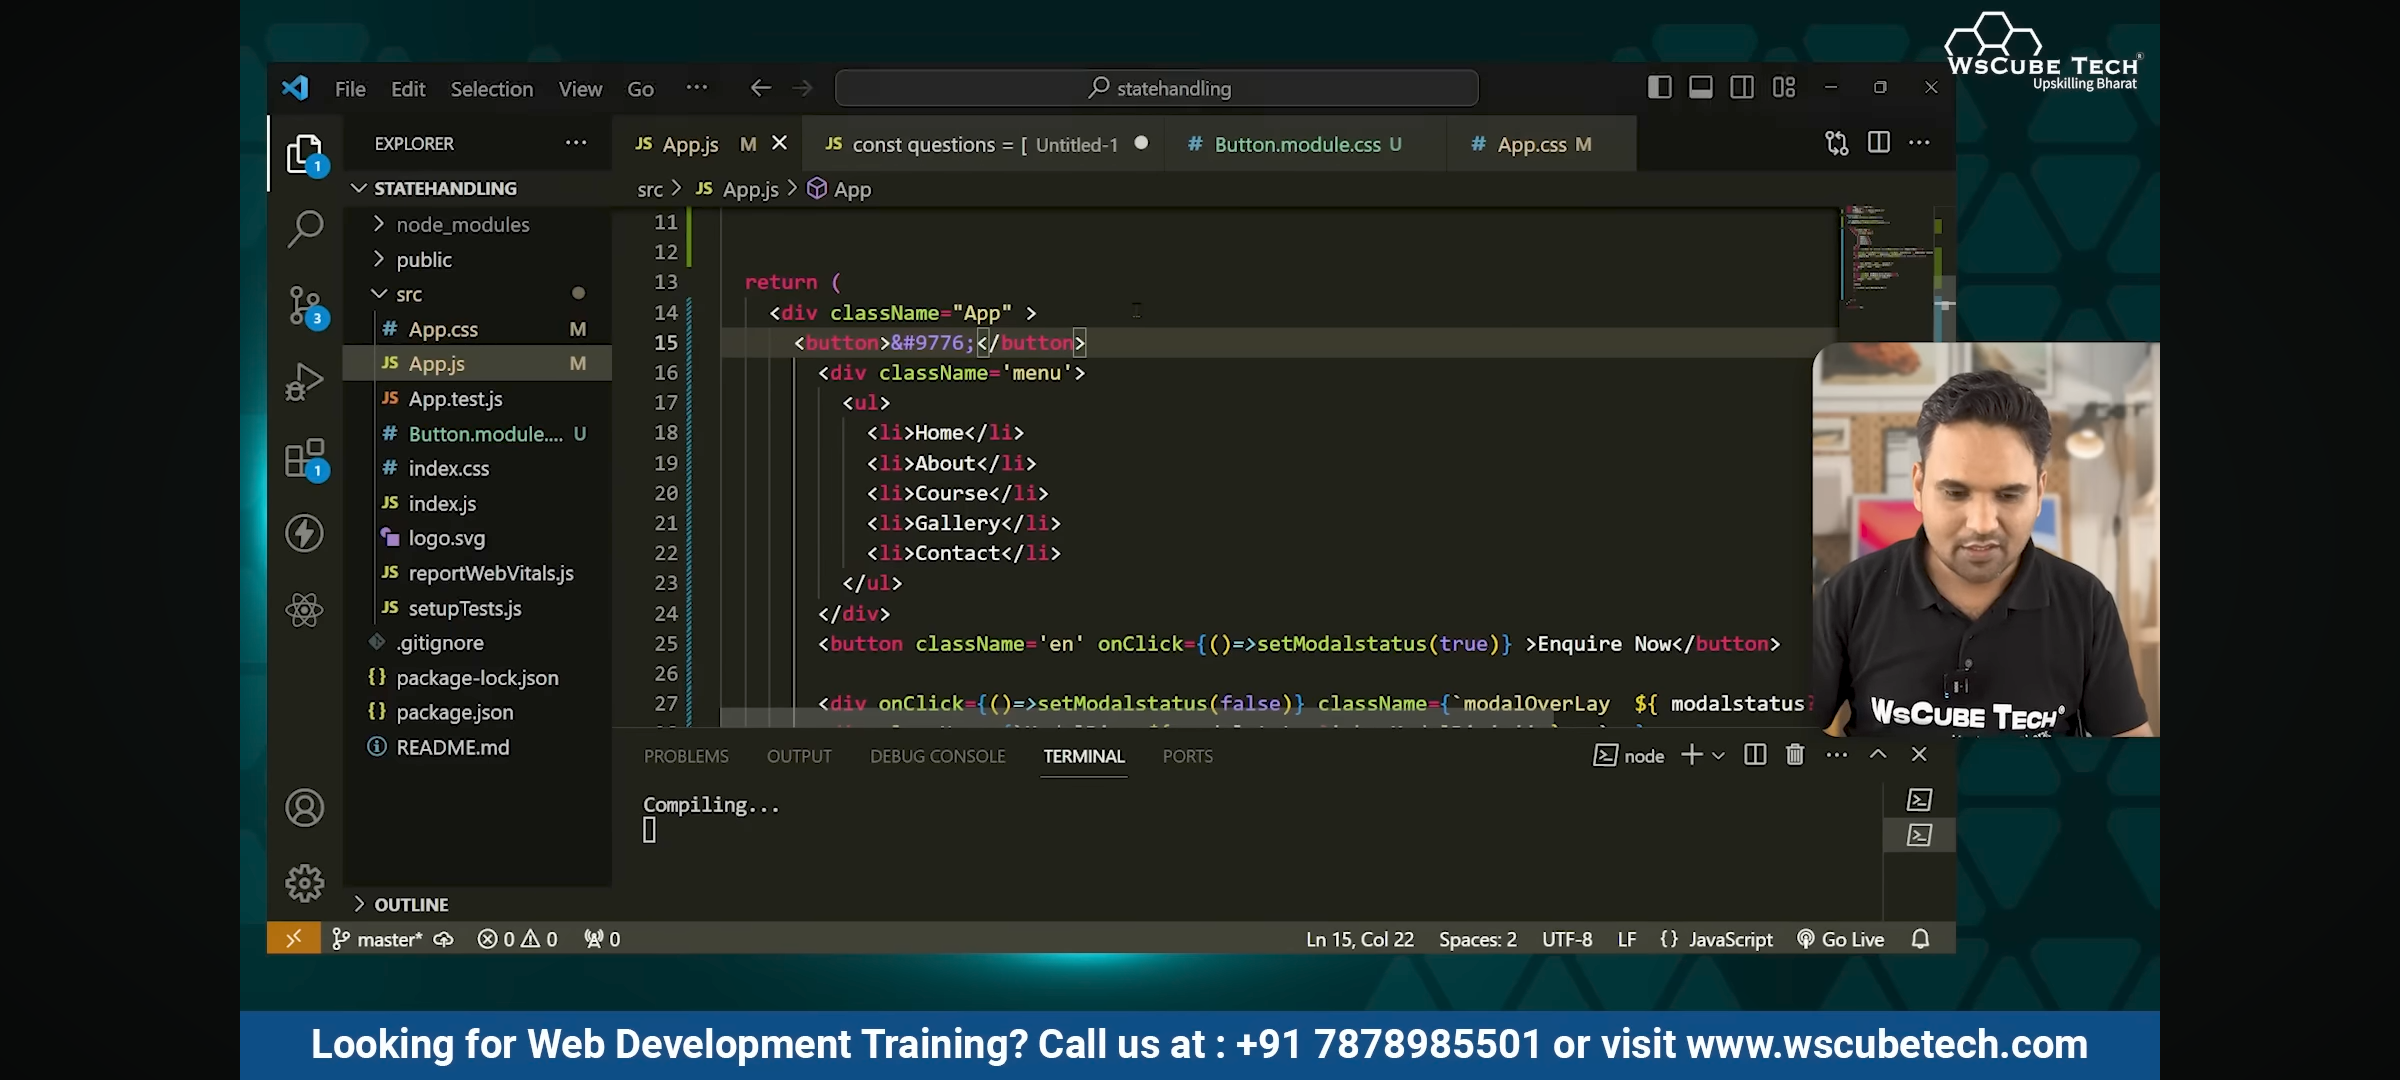 WsCube Tech®
Upskilling Bharat
File Edit Selection View Go ··· statehandling
EXPLORER ···
JS App.js M
JS const questions = [ Untitled-1
# Button.module.css U
# App.css M
STATEHANDLING
src > JS App.js > App
node_modules
public
src
# App.css M
JS App.js M
JS App.test.js
# Button.module.... U
# index.css
JS index.js
logo.svg
JS reportWebVitals.js
JS setupTests.js
.gitignore
{} package-lock.json
{} package.json
README.md
OUTLINE
1
3
1
11
12
13 return (
14 <div className="App" >
15 <button>&#9776;</button>
16 <div className='menu'>
17 <ul>
18 <li>Home</li>
19 <li>About</li>
20 <li>Course</li>
21 <li>Gallery</li>
22 <li>Contact</li>
23 </ul>
24 </div>
25 <button className='en' onClick={()=>setModalstatus(true)} >Enquire Now</button>
26
27 <div onClick={()=>setModalstatus(false)} className={`modalOverLay ${ modalstatus
WsCube Tech®
PROBLEMS OUTPUT DEBUG CONSOLE TERMINAL PORTS
node
Compiling...
master* 0 0 0
Ln 15, Col 22 Spaces: 2 UTF-8 LF {} JavaScript Go Live
Looking for Web Development Training? Call us at : +91 7878985501 or visit www.wscubetech.com